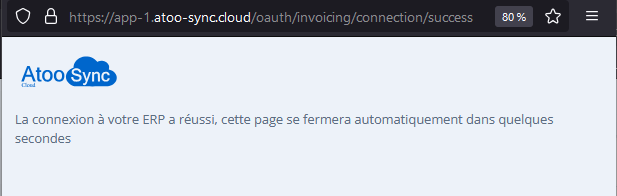 https://app-1.atoo-sync.cloud/oauth/invoicing/connection/success
80 %
Atoo Sync
Cloud
La connexion à votre ERP a réussi, cette page se fermera automatiquement dans quelques
secondes